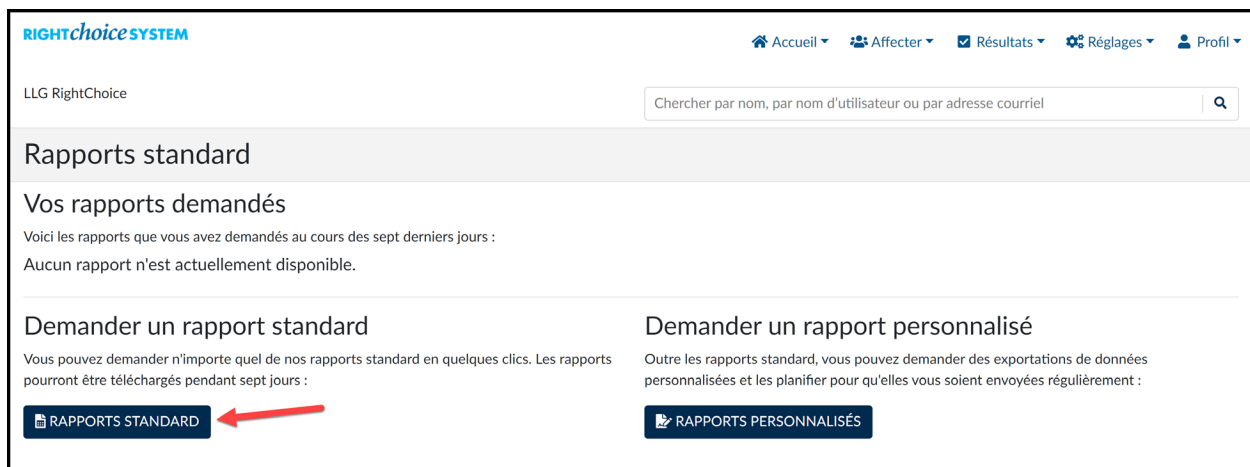 RIGHTchoice SYSTEM
Accueil Affecter Résultats Réglages Profil
LLG RightChoice
Chercher par nom, par nom d'utilisateur ou par adresse courriel
Rapports standard
Vos rapports demandés
Voici les rapports que vous avez demandés au cours des sept derniers jours :
Aucun rapport n'est actuellement disponible.
Demander un rapport standard
Vous pouvez demander n'importe quel de nos rapports standard en quelques clics. Les rapports
pourront être téléchargés pendant sept jours :
RAPPORTS STANDARD
Demander un rapport personnalisé
Outre les rapports standard, vous pouvez demander des exportations de données
personnalisées et les planifier pour qu'elles vous soient envoyées régulièrement :
RAPPORTS PERSONNALISÉS